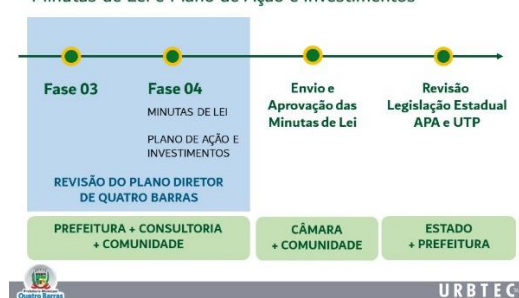 Minutas de Lei e Plano de Ação e Investimentos
Fase 03
Fase 04
MINUTAS DE LEI
PLANO DE AÇÃO E
INVESTIMENTOS
Envio e
Aprovação das
Minutas de Lei
Revisão
Legislação Estadual
APA e UTP
REVISÃO DO PLANO DIRETOR
DE QUATRO BARRAS
PREFEITURA + CONSULTORIA
+ COMUNIDADE
CÂMARA
+ COMUNIDADE
ESTADO
+ PREFEITURA
Quatro Barras
URBTEC